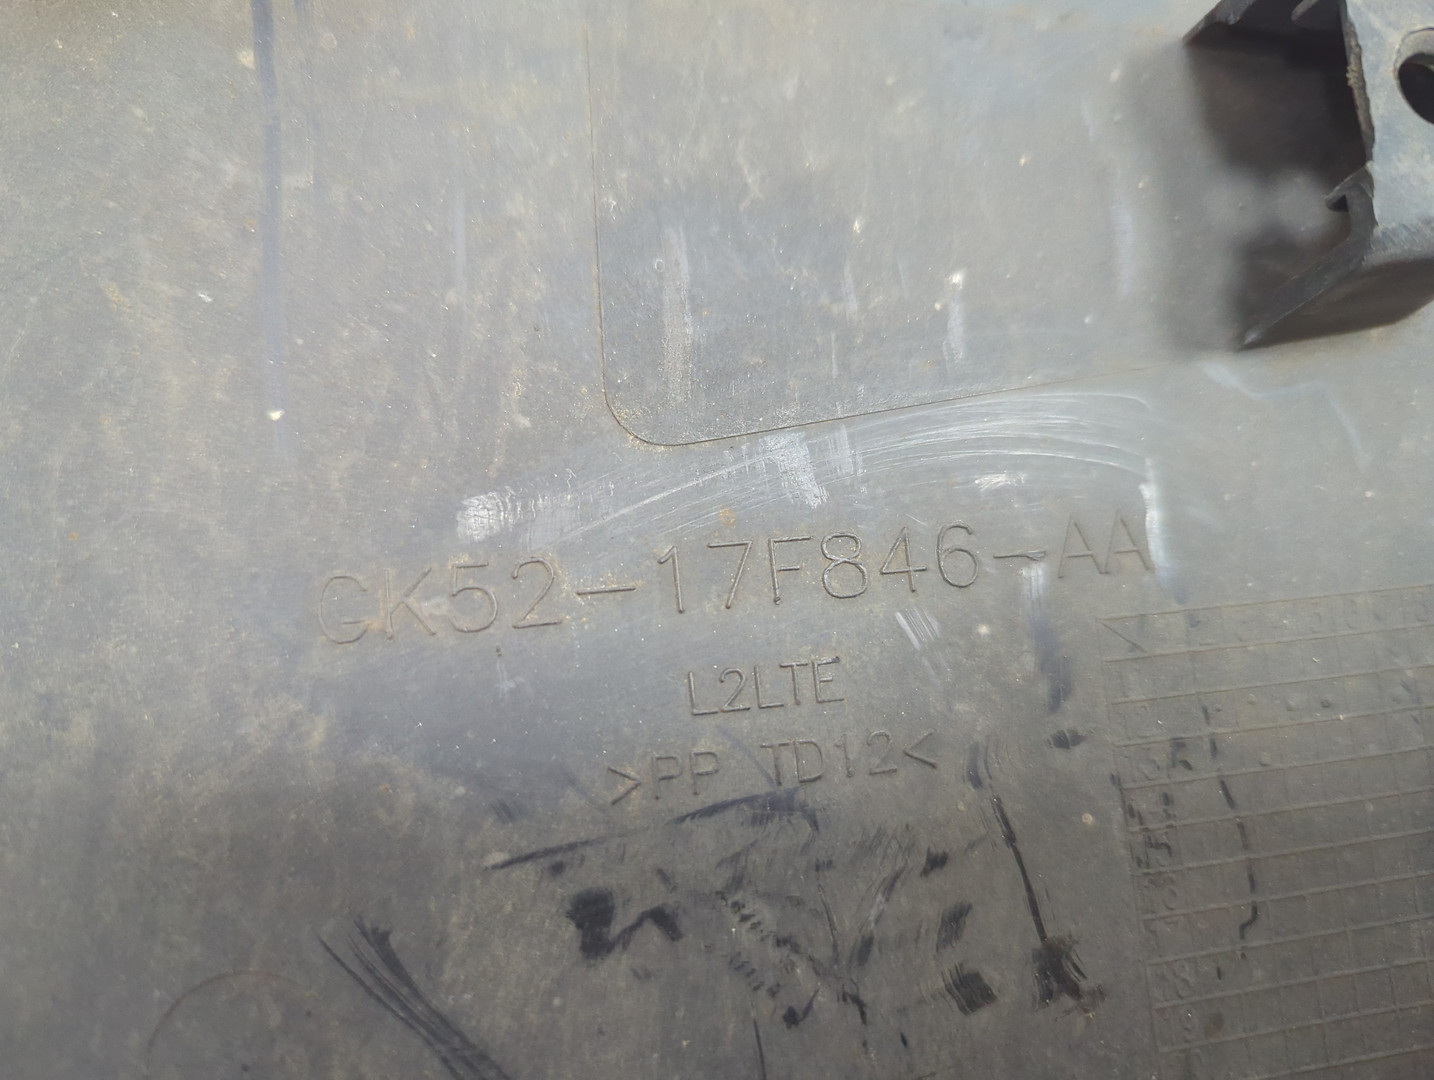 GK52-17F846-AA
L2LTE
>PP TD12<